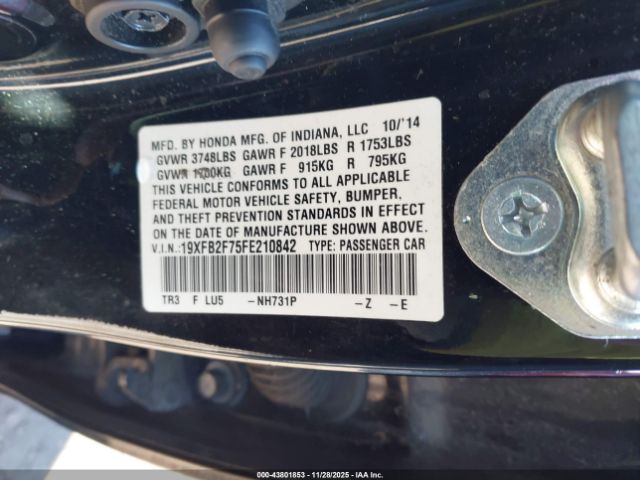 MFD. BY HONDA MFG. OF INDIANA, LLC 10/'14
GVWR 3748LBS GAWR F 2018LBS R 1753LBS
GVWR 1700KG GAWR F 915KG R 795KG
THIS VEHICLE CONFORMS TO ALL APPLICABLE
FEDERAL MOTOR VEHICLE SAFETY, BUMPER,
AND THEFT PREVENTION STANDARDS IN EFFECT
ON THE DATE OF MANUFACTURE SHOWN ABOVE.
V.I.N.:19XFB2F75FE210842 TYPE: PASSENGER CAR
TR3 F LU5 -NH731P -Z -E
000-43801853 | 11/28/2025 | IAA Inc.